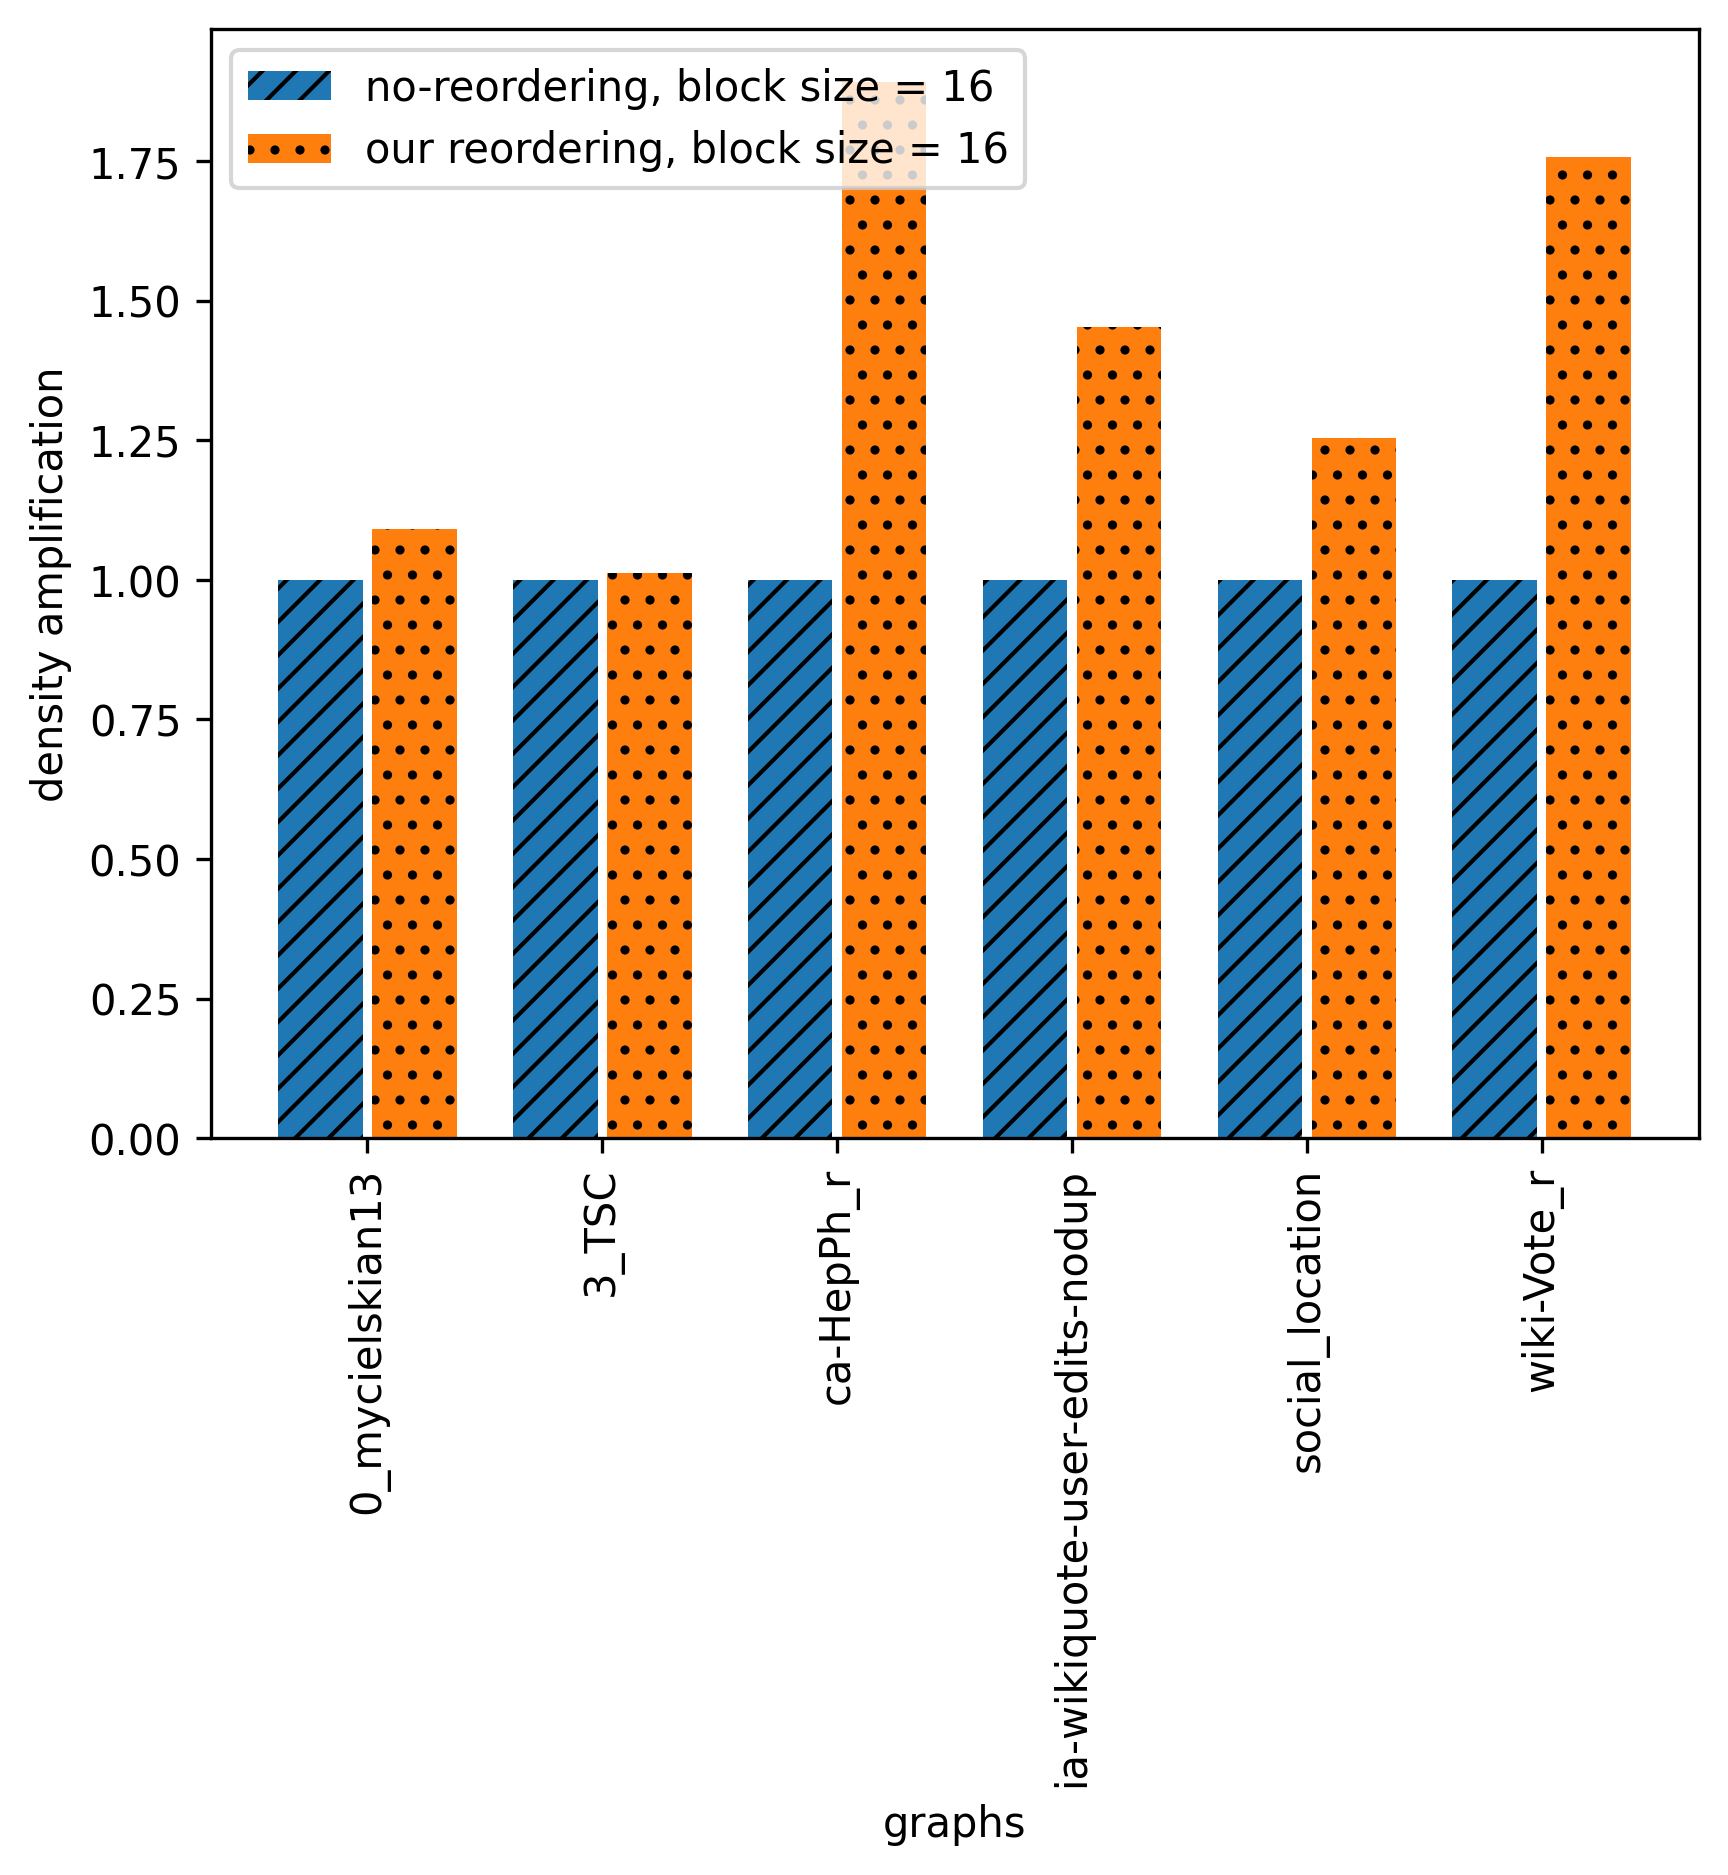 no-reordering, block size = 16
our reordering, block size = 16
1.75
1.50
1.25
1.00
0.75
0.50
0.25
0.00
density amplification
0_mycielskian13
3_TSC
ca-HepPh_r
ia-wikiquote-user-edits-nodup
social_location
wiki-Vote_r
graphs